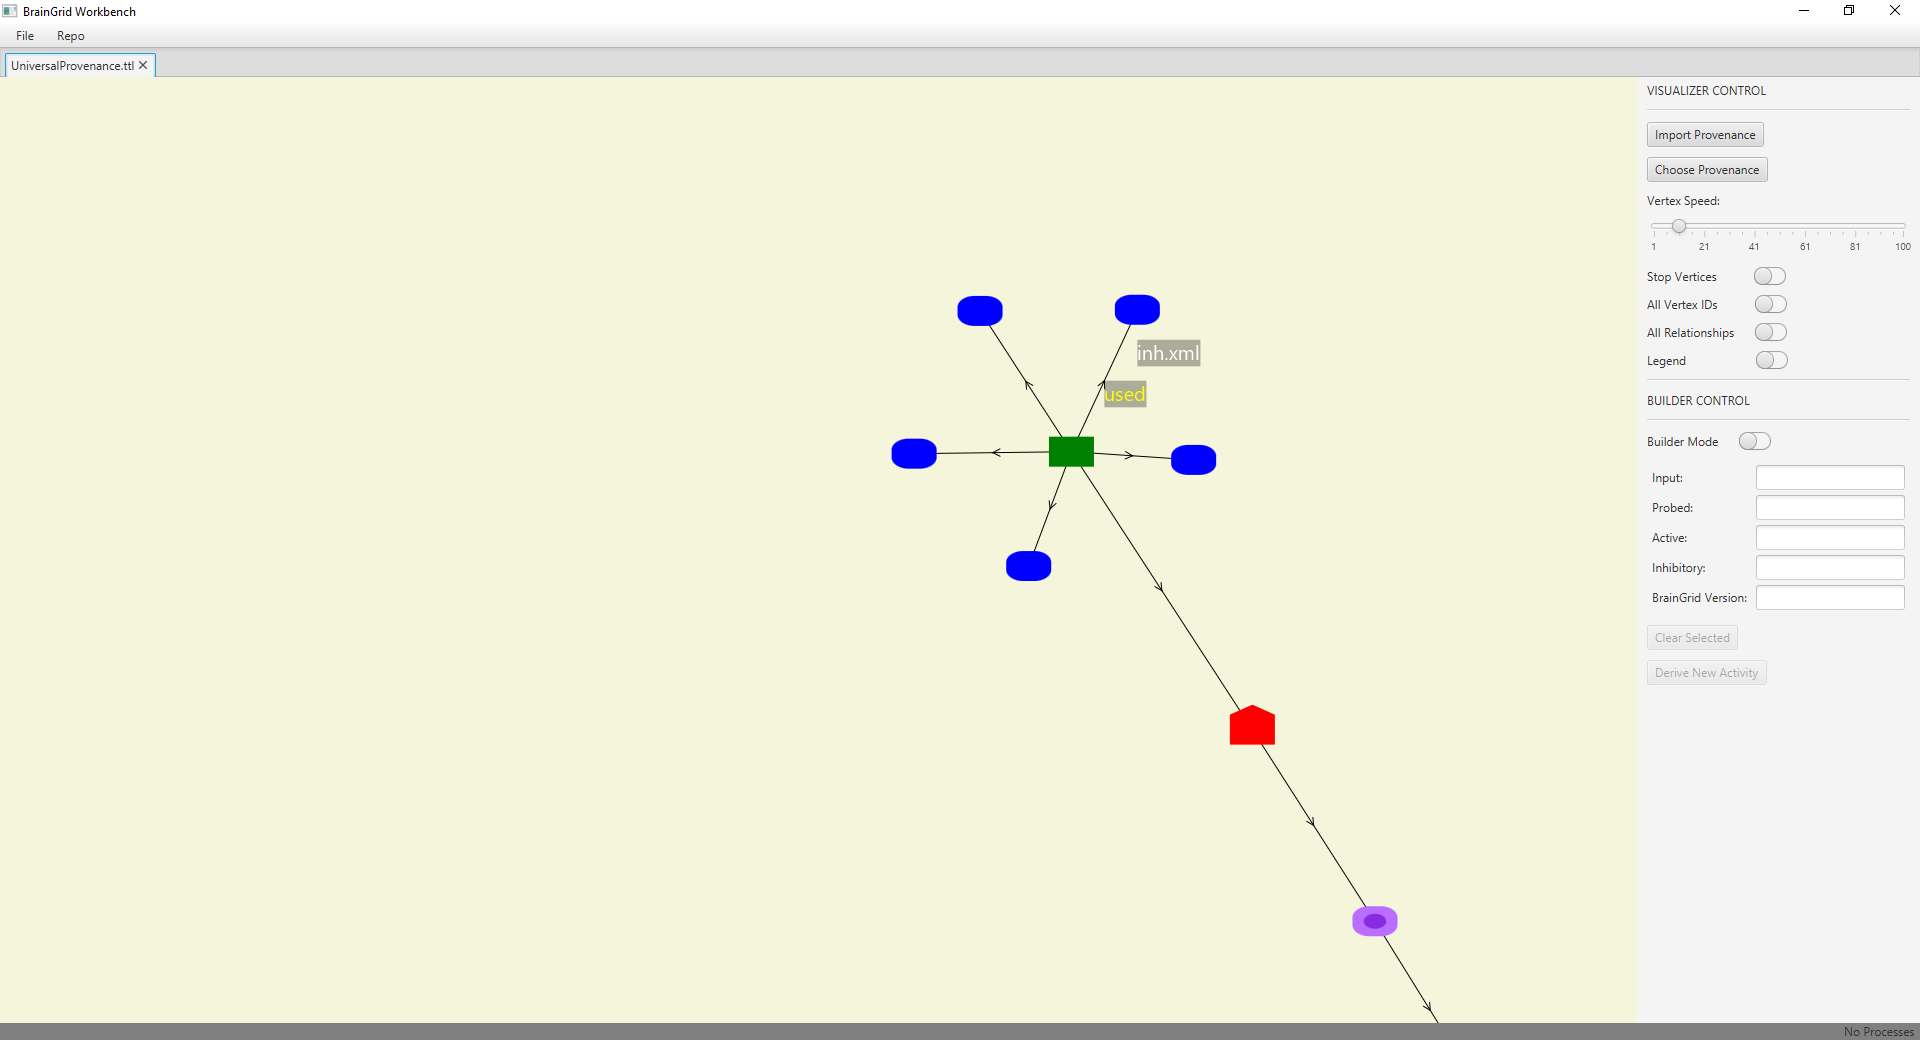 BrainGrid Workbench
File Repo
UniversalProvenance.ttl
inh.xml
used
VISUALIZER CONTROL
Import Provenance
Choose Provenance
Vertex Speed:
1 21 41 61 81 100
Stop Vertices
All Vertex IDs
All Relationships
Legend
BUILDER CONTROL
Builder Mode
Input:
Probed:
Active:
Inhibitory:
BrainGrid Version:
Clear Selected
Derive New Activity
No Processes